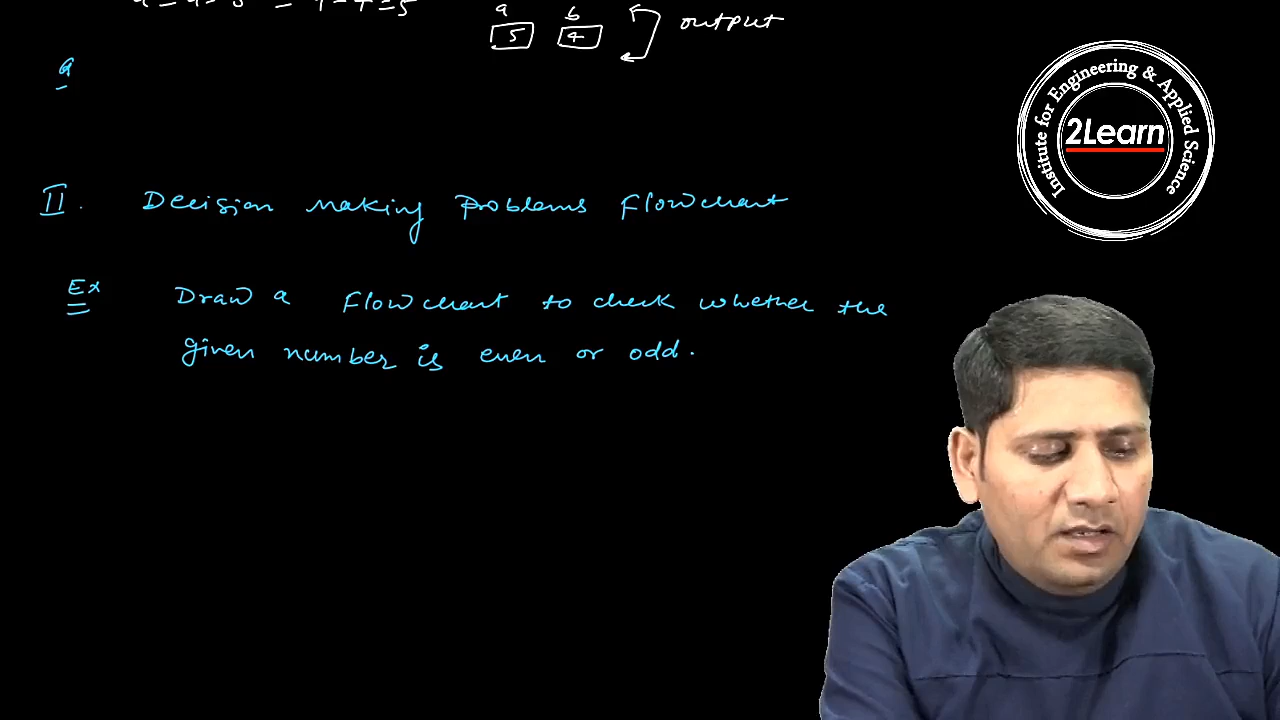 a b
5 4 output
Q
II. Decision making Problems Flowchart
Ex Draw a flowchart to check whether the
given number is even or odd.
Institute for Engineering & Applied Science
2Learn